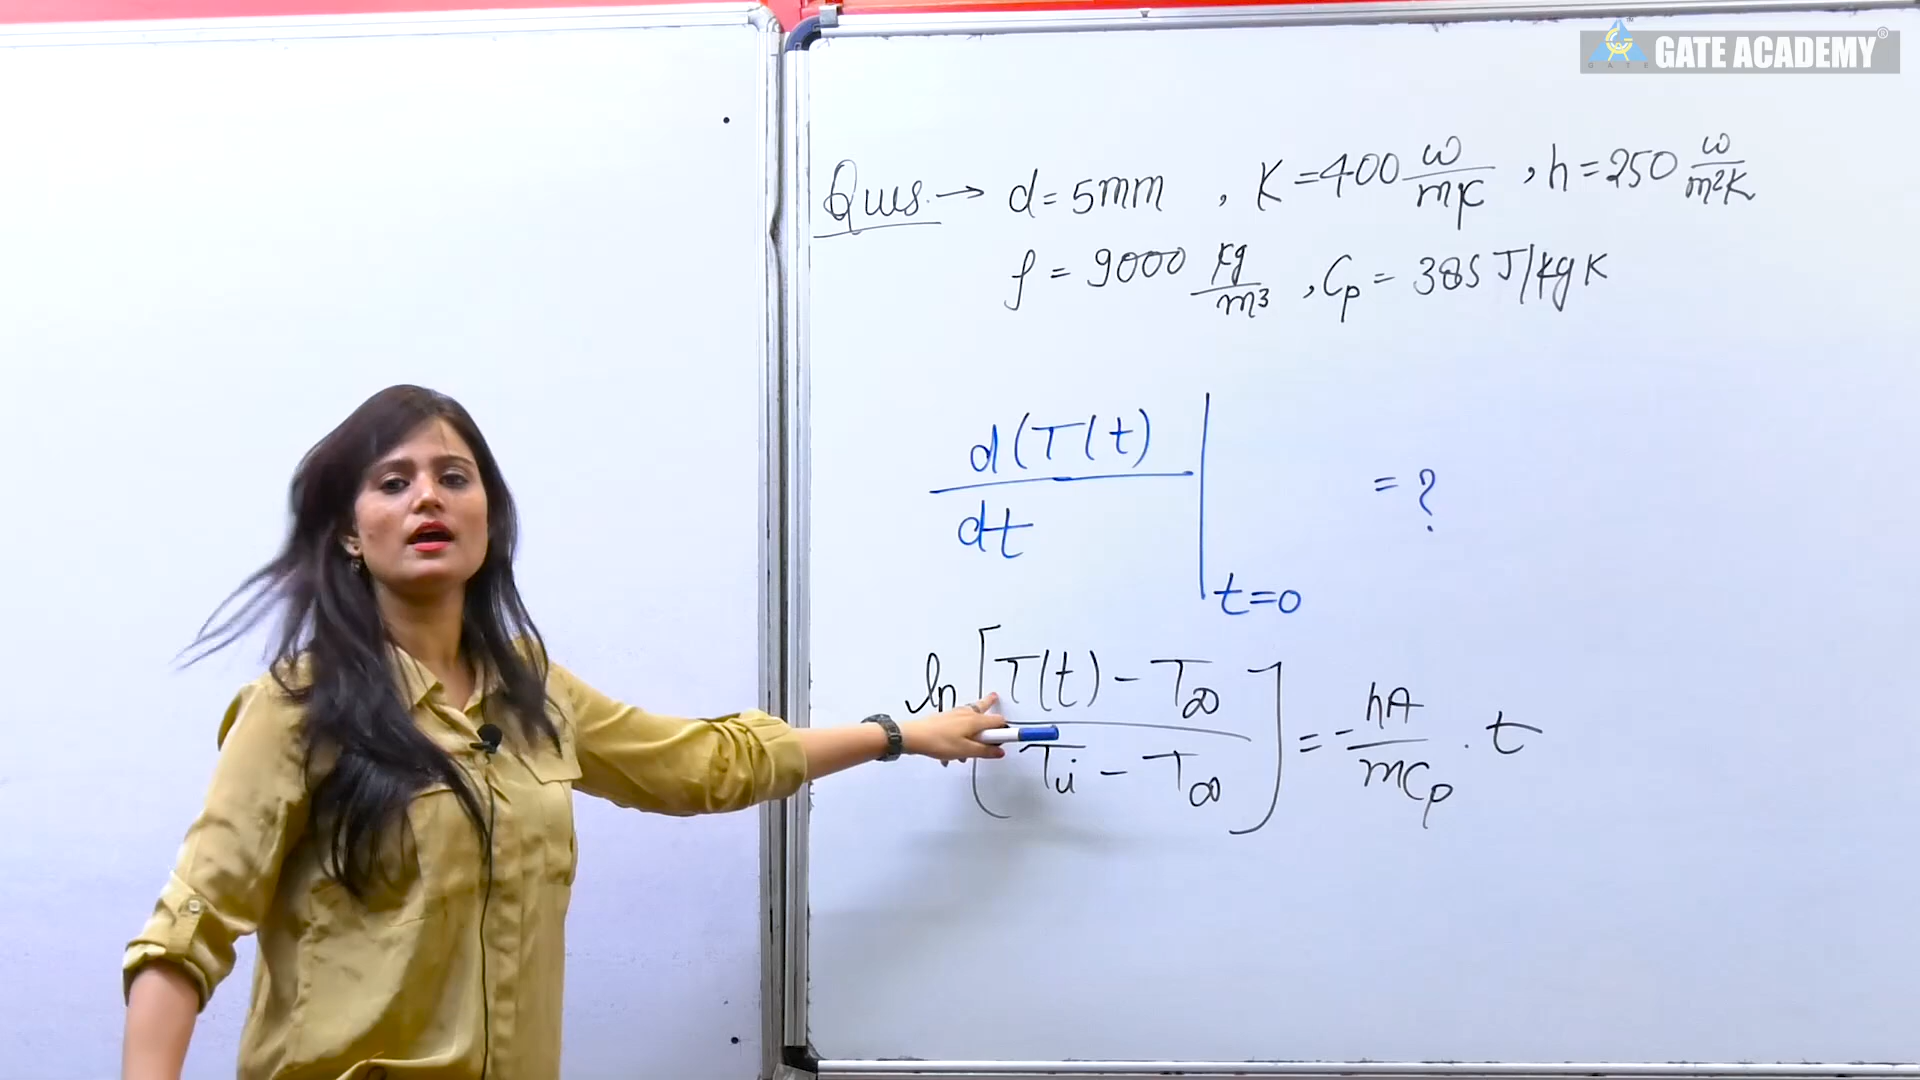 GATE ACADEMY®
Ques. → d = 5mm , K = 400 w/mK , h = 250 w/m²K
ρ = 9000 kg/m³ , Cp = 385 J/kg K
d(T(t)/dt |t=0 = ?
ln [T(t) - T∞ / Ti - T∞] = -hA/mCp . t